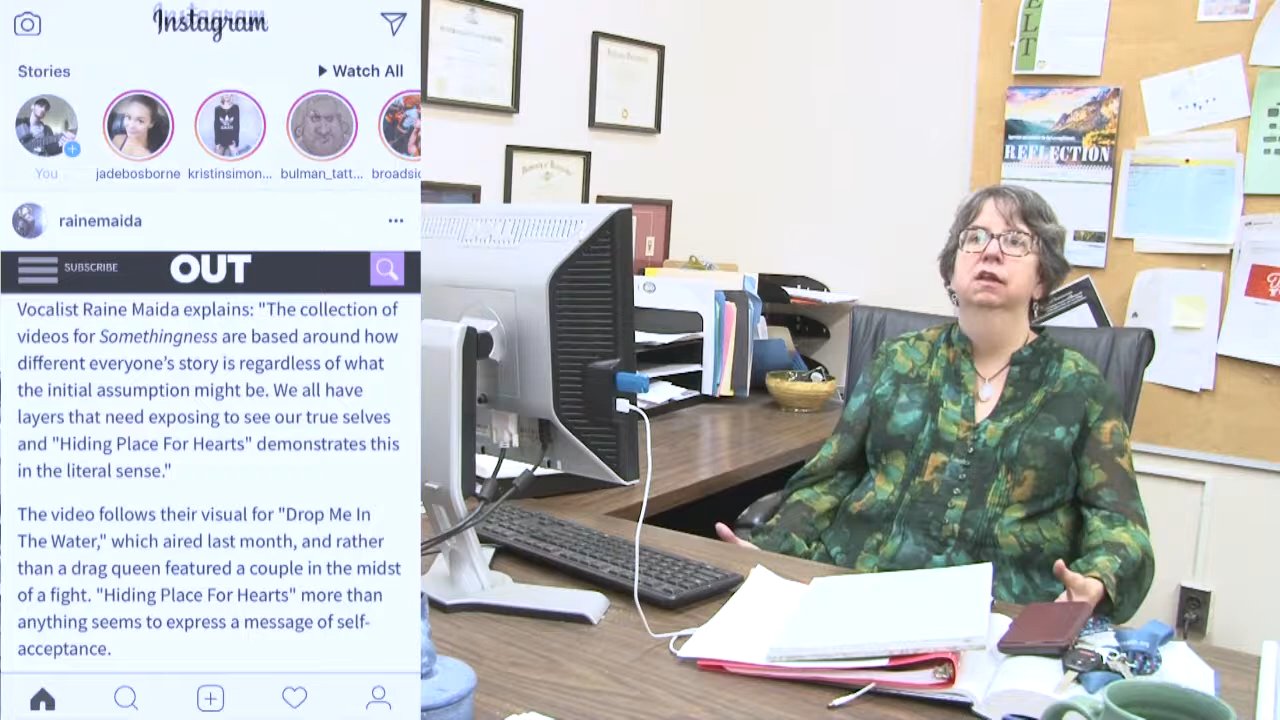 Instagram
Stories
Watch All
You
jadebosborne
kristinsimon...
bulman_tatt...
broadsi
rainemaida
SUBSCRIBE
OUT
Vocalist Raine Maida explains: "The collection of
videos for Somethingness are based around how
different everyone's story is regardless of what
the initial assumption might be. We all have
layers that need exposing to see our true selves
and "Hiding Place For Hearts" demonstrates this
in the literal sense."
The video follows their visual for "Drop Me In
The Water," which aired last month, and rather
than a drag queen featured a couple in the midst
of a fight. "Hiding Place For Hearts" more than
anything seems to express a message of self-
acceptance.
ELT
REFLECTION